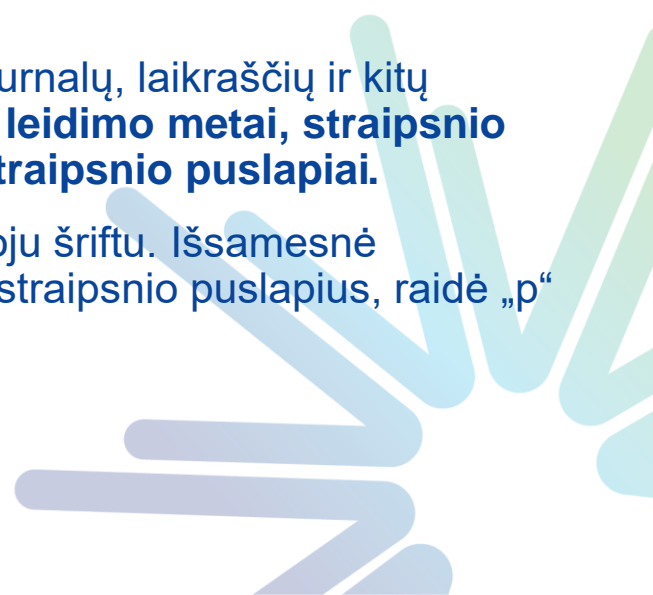 urnalų, laikraščių ir kitų
leidimo metai, straipsnio
traipsnio puslapiai.
oju šriftu. Išsamesnė
straipsnio puslapius, raidė „p“